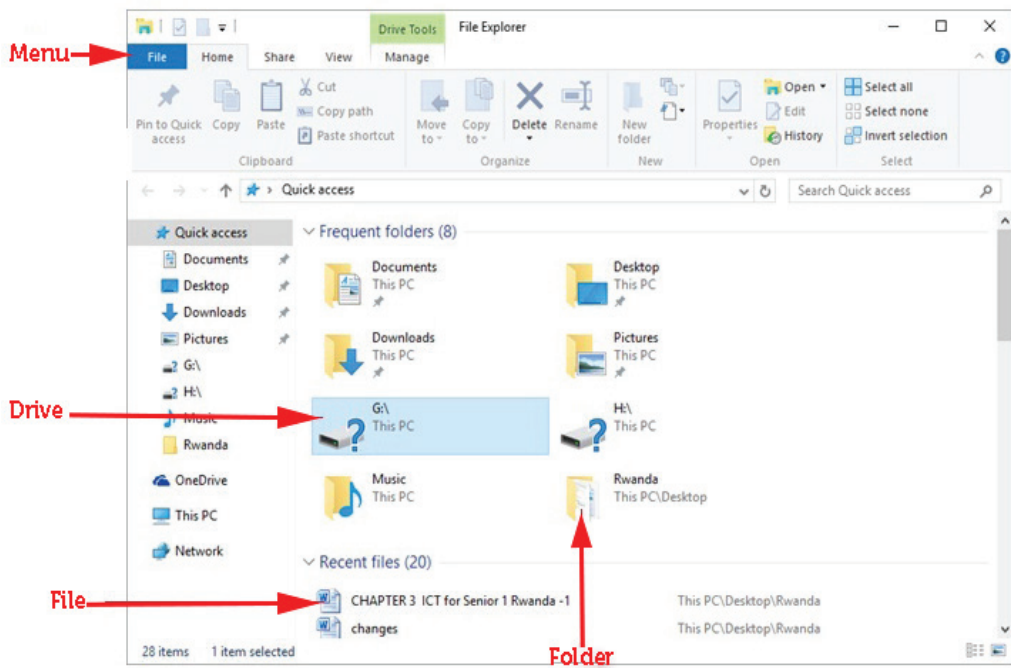 Drive Tools File Explorer
Menu
File Home Share View Manage
Pin to Quick access
Copy
Paste
Cut
Copy path
Paste shortcut
Clipboard
Move to
Copy to
Delete
Rename
Organize
New folder
New
Properties
Open
Edit
History
Open
Select all
Select none
Invert selection
Select
Quick access
Search Quick access
Quick access
Documents
Desktop
Downloads
Pictures
G:\
H:\
Music
Rwanda
OneDrive
This PC
Network
Frequent folders (8)
Documents
This PC
Desktop
This PC
Downloads
This PC
Pictures
This PC
Drive
G:\
This PC
H:\
This PC
Music
This PC
Rwanda
This PC\Desktop
Recent files (20)
File
CHAPTER 3 ICT for Senior 1 Rwanda -1 This PC\Desktop\Rwanda
changes This PC\Desktop\Rwanda
Folder
28 items 1 item selected